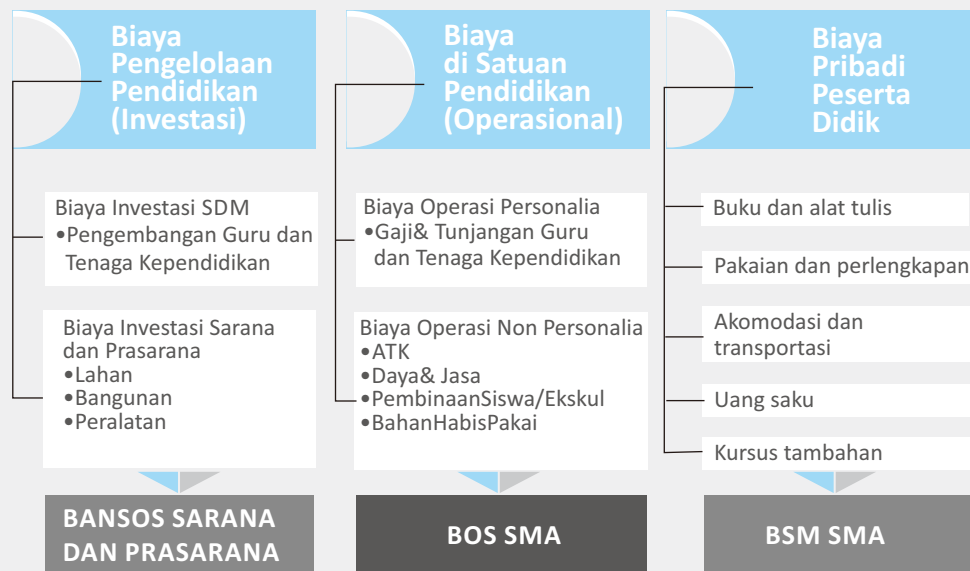 Biaya
Pengelolaan
Pendidikan
(Investasi)
Biaya Investasi SDM
•Pengembangan Guru dan
Tenaga Kependidikan
Biaya Investasi Sarana
dan Prasarana
•Lahan
•Bangunan
•Peralatan
BANSOS SARANA
DAN PRASARANA
Biaya
di Satuan
Pendidikan
(Operasional)
Biaya Operasi Personalia
•Gaji& Tunjangan Guru
dan Tenaga Kependidikan
Biaya Operasi Non Personalia
•ATK
•Daya& Jasa
•PembinaanSiswa/Ekskul
•BahanHabisPakai
BOS SMA
Biaya
Pribadi
Peserta
Didik
Buku dan alat tulis
Pakaian dan perlengkapan
Akomodasi dan
transportasi
Uang saku
Kursus tambahan
BSM SMA